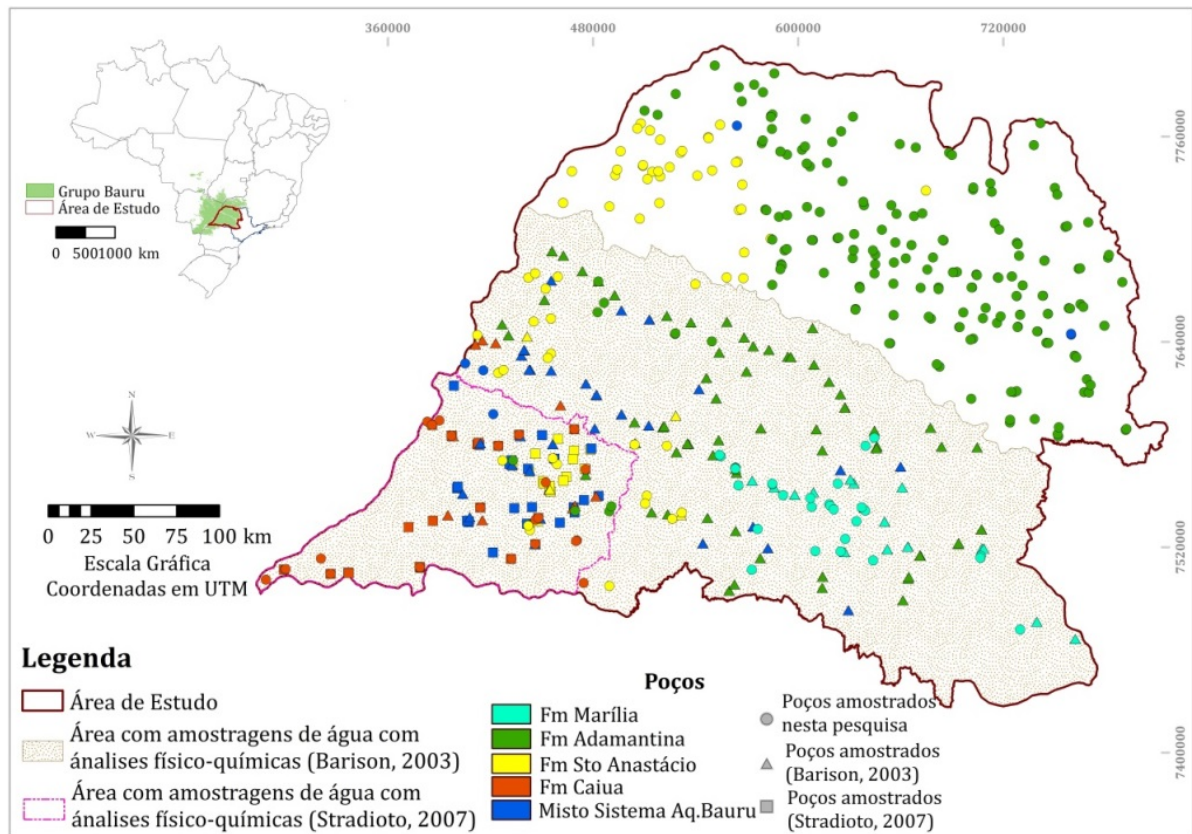 360000 480000 600000 720000
7760000
7640000
7520000
7400000
Grupo Bauru
Área de Estudo
0 5001000 km
N
W E
S
0 25 50 75 100 km
Escala Gráfica
Coordenadas em UTM
Legenda
Área de Estudo
Área com amostragens de água com
ánalises físico-químicas (Barison, 2003)
Área com amostragens de água com
ánalises físico-químicas (Stradioto, 2007)
Poços
Fm Marília
Fm Adamantina
Fm Sto Anastácio
Fm Caiua
Misto Sistema Aq.Bauru
Poços amostrados
nesta pesquisa
Poços amostrados
(Barison, 2003)
Poços amostrados
(Stradioto, 2007)